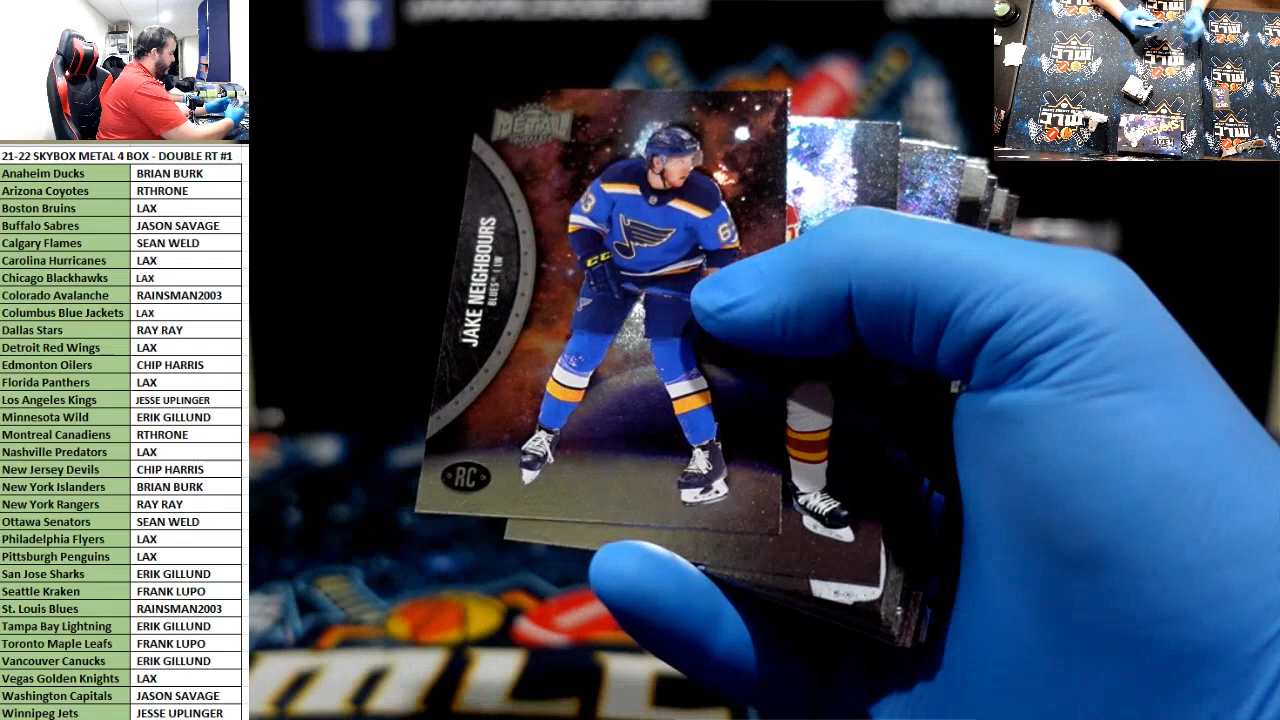 21-22 SKYBOX METAL 4 BOX - DOUBLE RT #1
Anaheim Ducks BRIAN BURK
Arizona Coyotes RTHRONE
Boston Bruins LAX
Buffalo Sabres JASON SAVAGE
Calgary Flames SEAN WELD
Carolina Hurricanes LAX
Chicago Blackhawks LAX
Colorado Avalanche RAINSMAN2003
Columbus Blue Jackets LAX
Dallas Stars RAY RAY
Detroit Red Wings LAX
Edmonton Oilers CHIP HARRIS
Florida Panthers LAX
Los Angeles Kings JESSE UPLINGER
Minnesota Wild ERIK GILLUND
Montreal Canadiens RTHRONE
Nashville Predators LAX
New Jersey Devils CHIP HARRIS
New York Islanders BRIAN BURK
New York Rangers RAY RAY
Ottawa Senators SEAN WELD
Philadelphia Flyers LAX
Pittsburgh Penguins LAX
San Jose Sharks ERIK GILLUND
Seattle Kraken FRANK LUPO
St. Louis Blues RAINSMAN2003
Tampa Bay Lightning ERIK GILLUND
Toronto Maple Leafs FRANK LUPO
Vancouver Canucks ERIK GILLUND
Vegas Golden Knights LAX
Washington Capitals JASON SAVAGE
Winnipeg Jets JESSE UPLINGER
METAL
JAKE NEIGHBOURS
BLUES | LW
63
CCM
RC